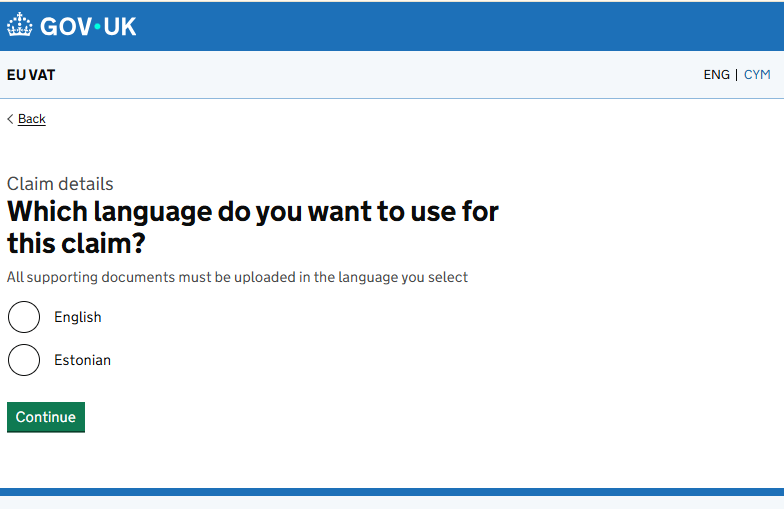 GOV·UK
EU VAT
ENG | CYM
Back
Claim details
Which language do you want to use for
this claim?
All supporting documents must be uploaded in the language you select
English
Estonian
Continue